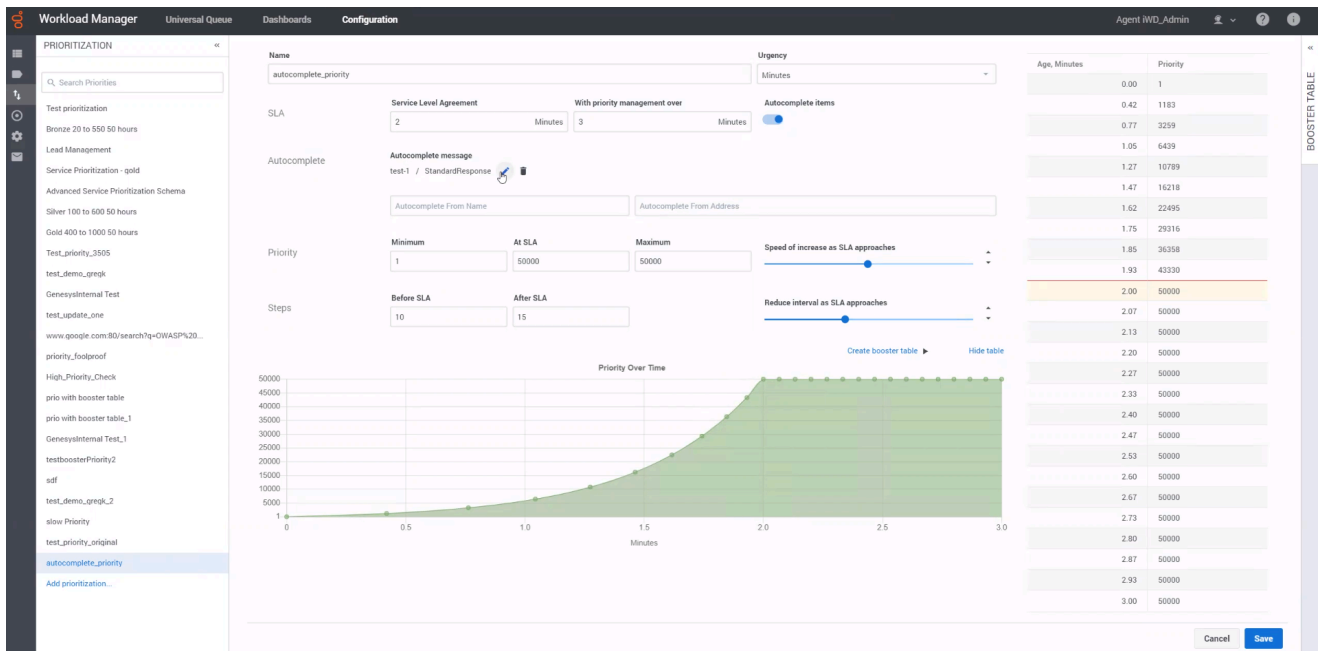 Workload Manager Universal Queue Dashboards Configuration Agent iWD_Admin
PRIORITIZATION «
Search Priorities
Test prioritization
Bronze 20 to 550 50 hours
Lead Management
Service Prioritization - gold
Advanced Service Prioritization Schema
Silver 100 to 600 50 hours
Gold 400 to 1000 50 hours
Test_priority_3505
test_demo_qreqk
GenesysInternal Test
test_update_one
www.google.com:80/search?q=OWASP%20...
priority_foolproof
High_Priority_Check
prio with booster table
prio with booster table_1
GenesysInternal Test_1
testboosterPriority2
sdf
test_demo_qreqk_2
slow Priority
test_priority_original
autocomplete_priority
Add prioritization...
Name Urgency
autocomplete_priority Minutes
SLA
Service Level Agreement With priority management over Autocomplete items
2 Minutes 3 Minutes
Autocomplete
Autocomplete message
test-1 / StandardResponse
Autocomplete From Name Autocomplete From Address
Priority
Minimum At SLA Maximum Speed of increase as SLA approaches
1 50000 50000
Steps
Before SLA After SLA Reduce interval as SLA approaches
10 15
Create booster table ▶ Hide table
Priority Over Time
50000
45000
40000
35000
30000
25000
20000
15000
10000
5000
1
0 0.5 1.0 1.5 2.0 2.5 3.0
Minutes
Age, Minutes Priority
0.00 1
0.42 1183
0.77 3259
1.05 6439
1.27 10789
1.47 16218
1.62 22495
1.75 29316
1.85 36358
1.93 43330
2.00 50000
2.07 50000
2.13 50000
2.20 50000
2.27 50000
2.33 50000
2.40 50000
2.47 50000
2.53 50000
2.60 50000
2.67 50000
2.73 50000
2.80 50000
2.87 50000
2.93 50000
3.00 50000
«
BOOSTER TABLE
Cancel Save